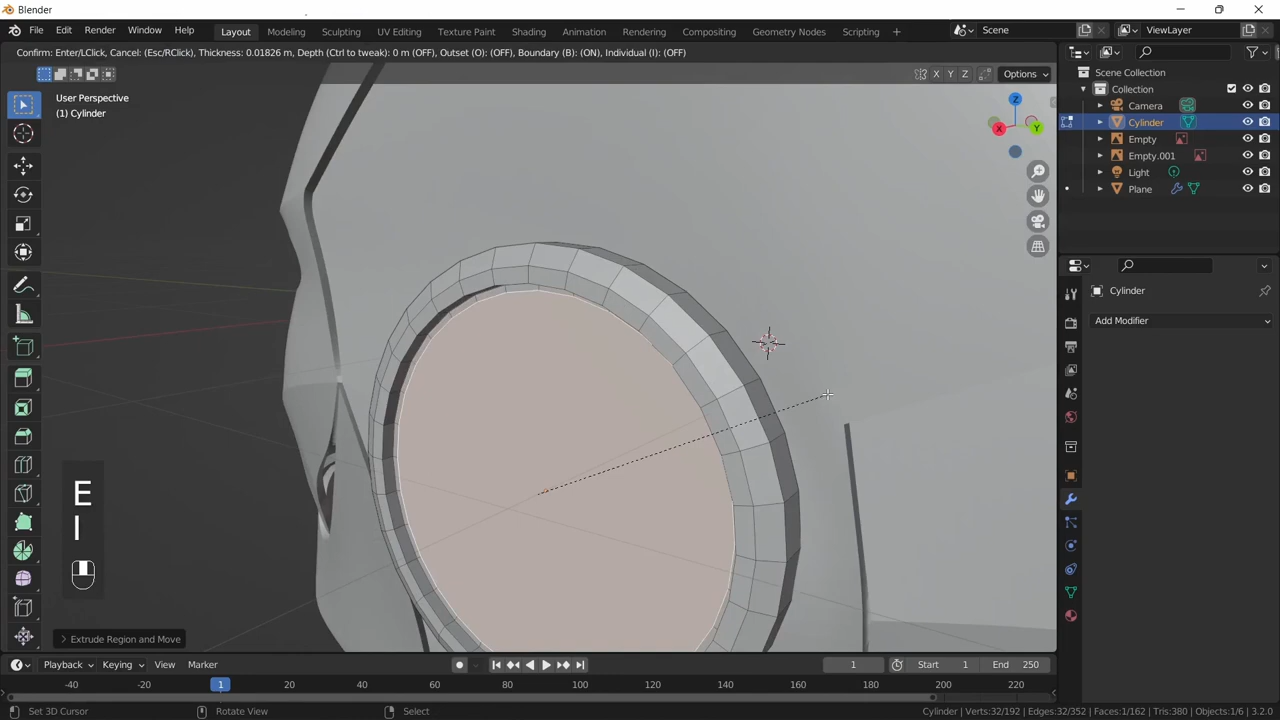 Blender
File Edit Render Window Help
Layout Modeling Sculpting UV Editing Texture Paint Shading Animation Rendering Compositing Geometry Nodes Scripting +
Scene
ViewLayer
Confirm: Enter/LClick, Cancel: (Esc/RClick), Thickness: 0.01826 m, Depth (Ctrl to tweak): 0 m (OFF), Outset (O): (OFF), Boundary (B): (ON), Individual (I): (OFF)
X Y Z Options
User Perspective
(1) Cylinder
Z
X
Y
Scene Collection
Collection
Camera
Cylinder
Empty
Empty.001
Light
Plane
Cylinder
Add Modifier
E
I
Extrude Region and Move
Playback Keying View Marker
1 Start 1 End 250
-40 -20 1 20 40 60 80 100 120 140 160 180 200 220
Set 3D Cursor Rotate View Select
Cylinder | Verts:32/192 | Edges:32/352 | Faces:1/162 | Tris:380 | Objects:1/6 | 3.2.0